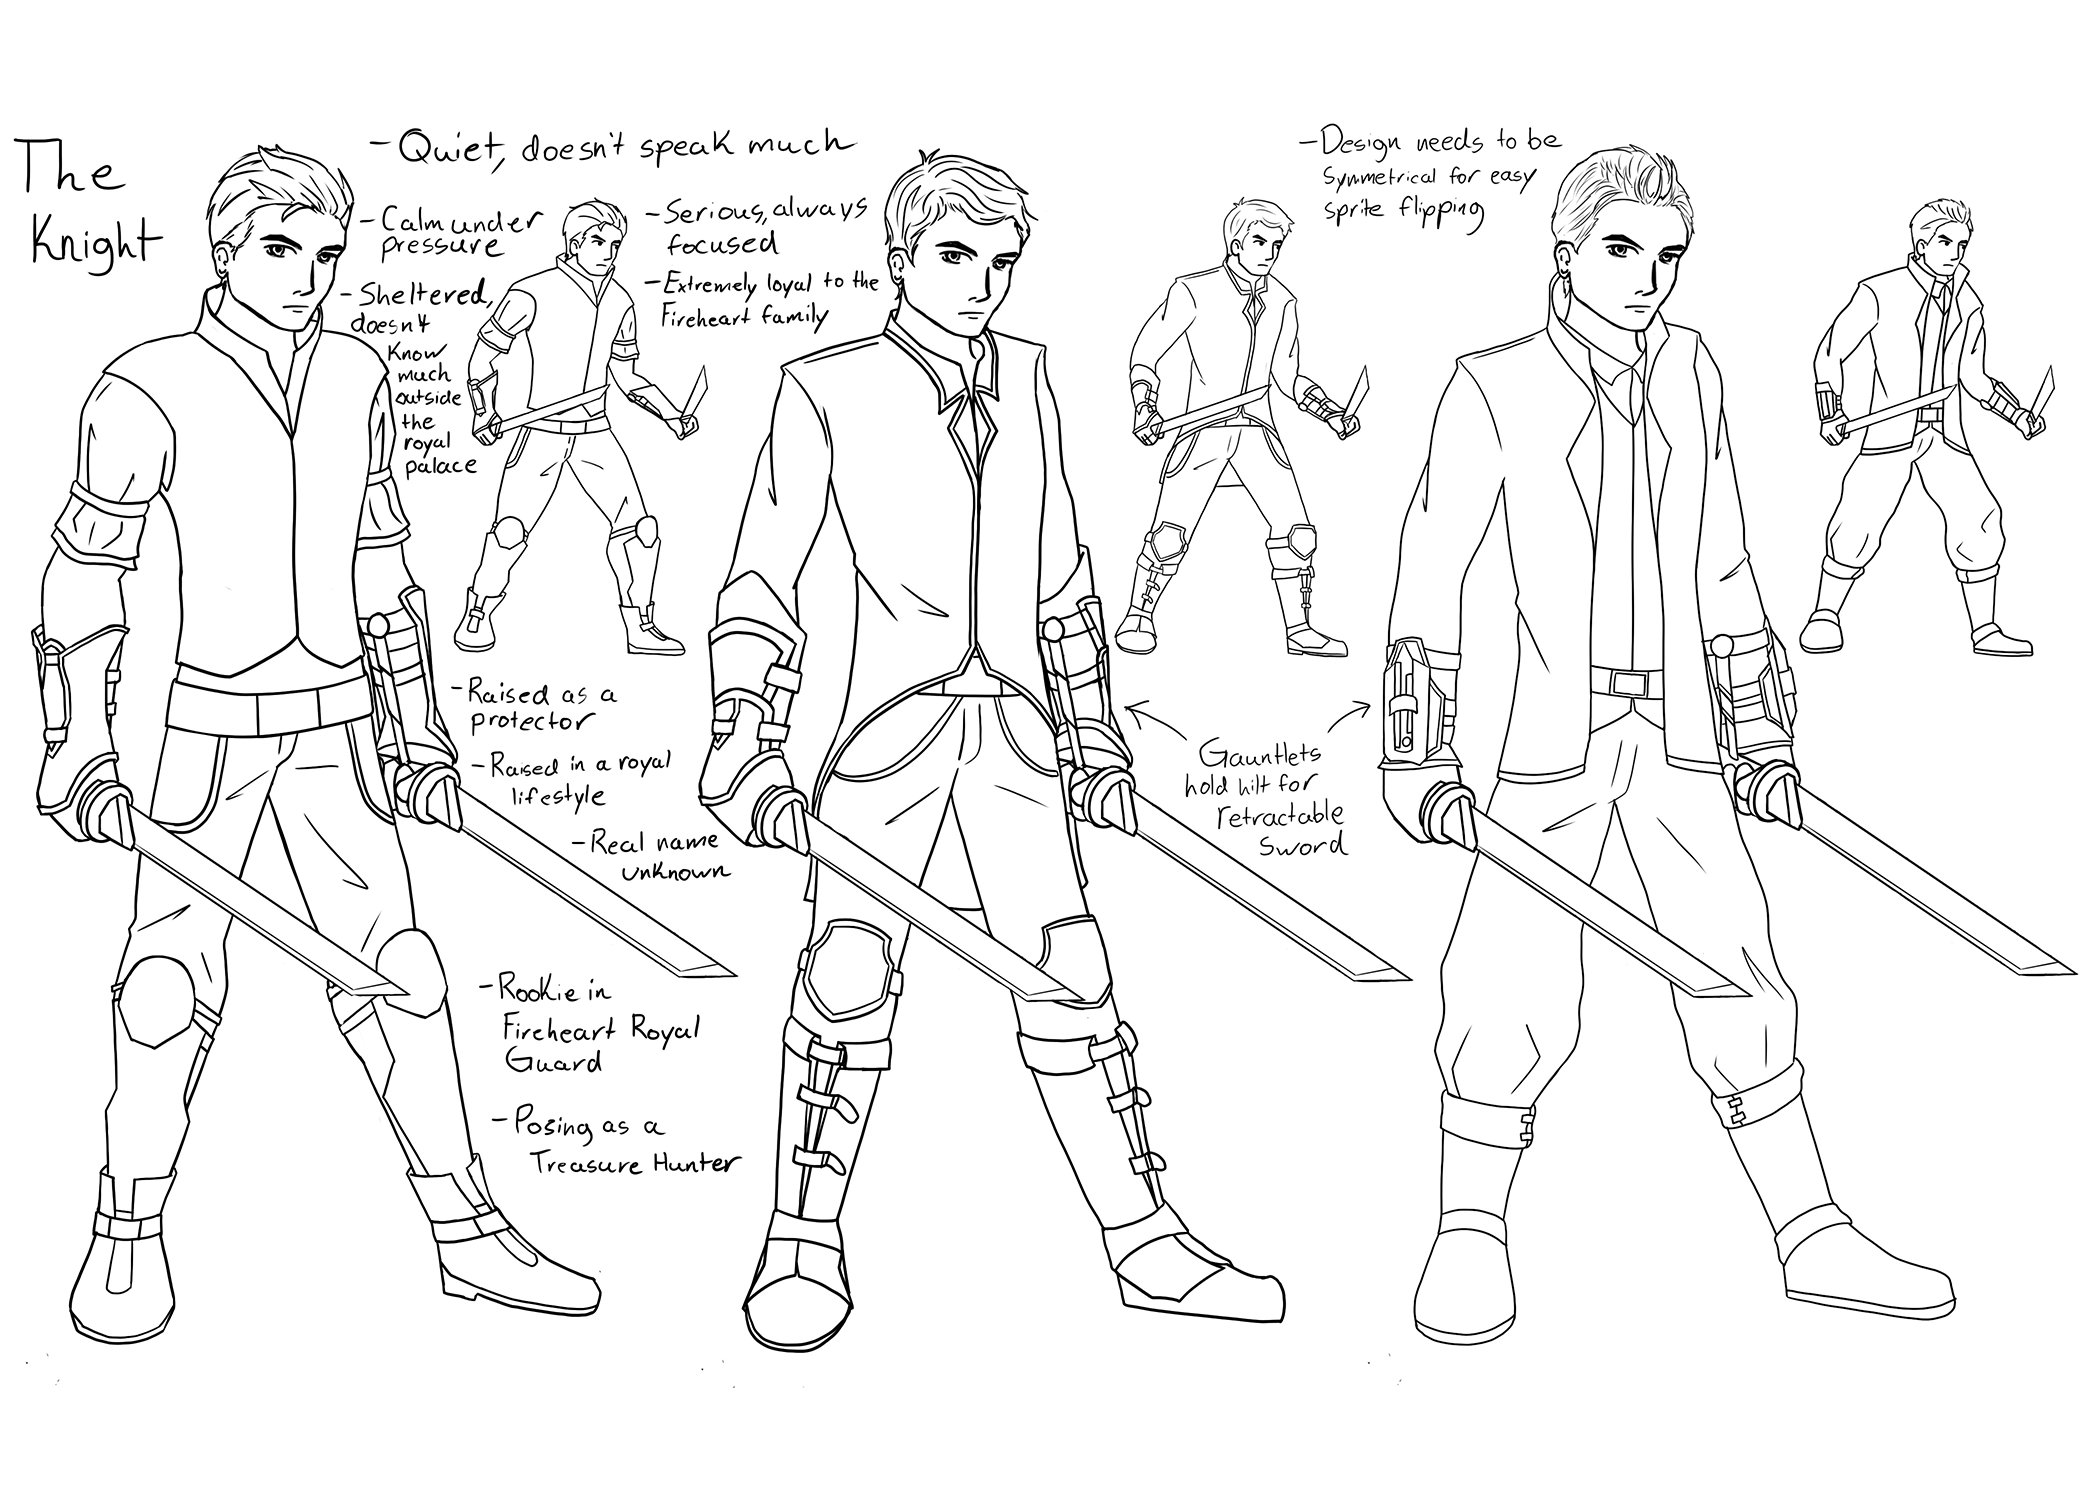 The
Knight
- Quiet, doesn't speak much
- Calm under
pressure
- Serious, always
focused
- Sheltered,
doesn't
Know
much
outside
the
royal
palace
- Extremely loyal to the
Fireheart family
- Design needs to be
Symmetrical for easy
sprite flipping
- Raised as a
protector
- Raised in a royal
lifestyle
- Real name
unknown
Gauntlets
hold hilt for
retractable
Sword
- Rookie in
Fireheart Royal
Guard
- Posing as a
Treasure Hunter